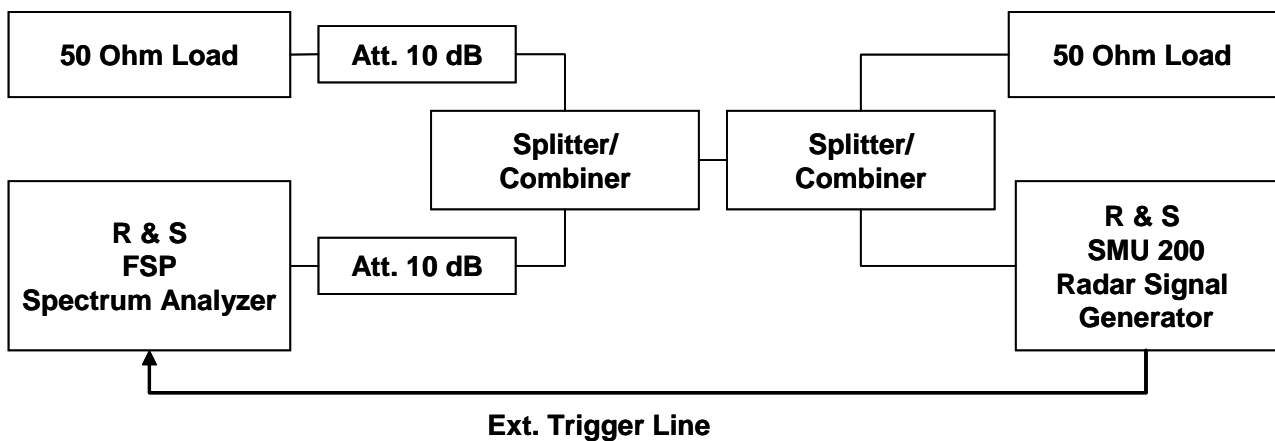 50 Ohm Load
Att. 10 dB
50 Ohm Load
Splitter/
Combiner
Splitter/
Combiner
R & S
FSP
Spectrum Analyzer
Att. 10 dB
R & S
SMU 200
Radar Signal
Generator
Ext. Trigger Line